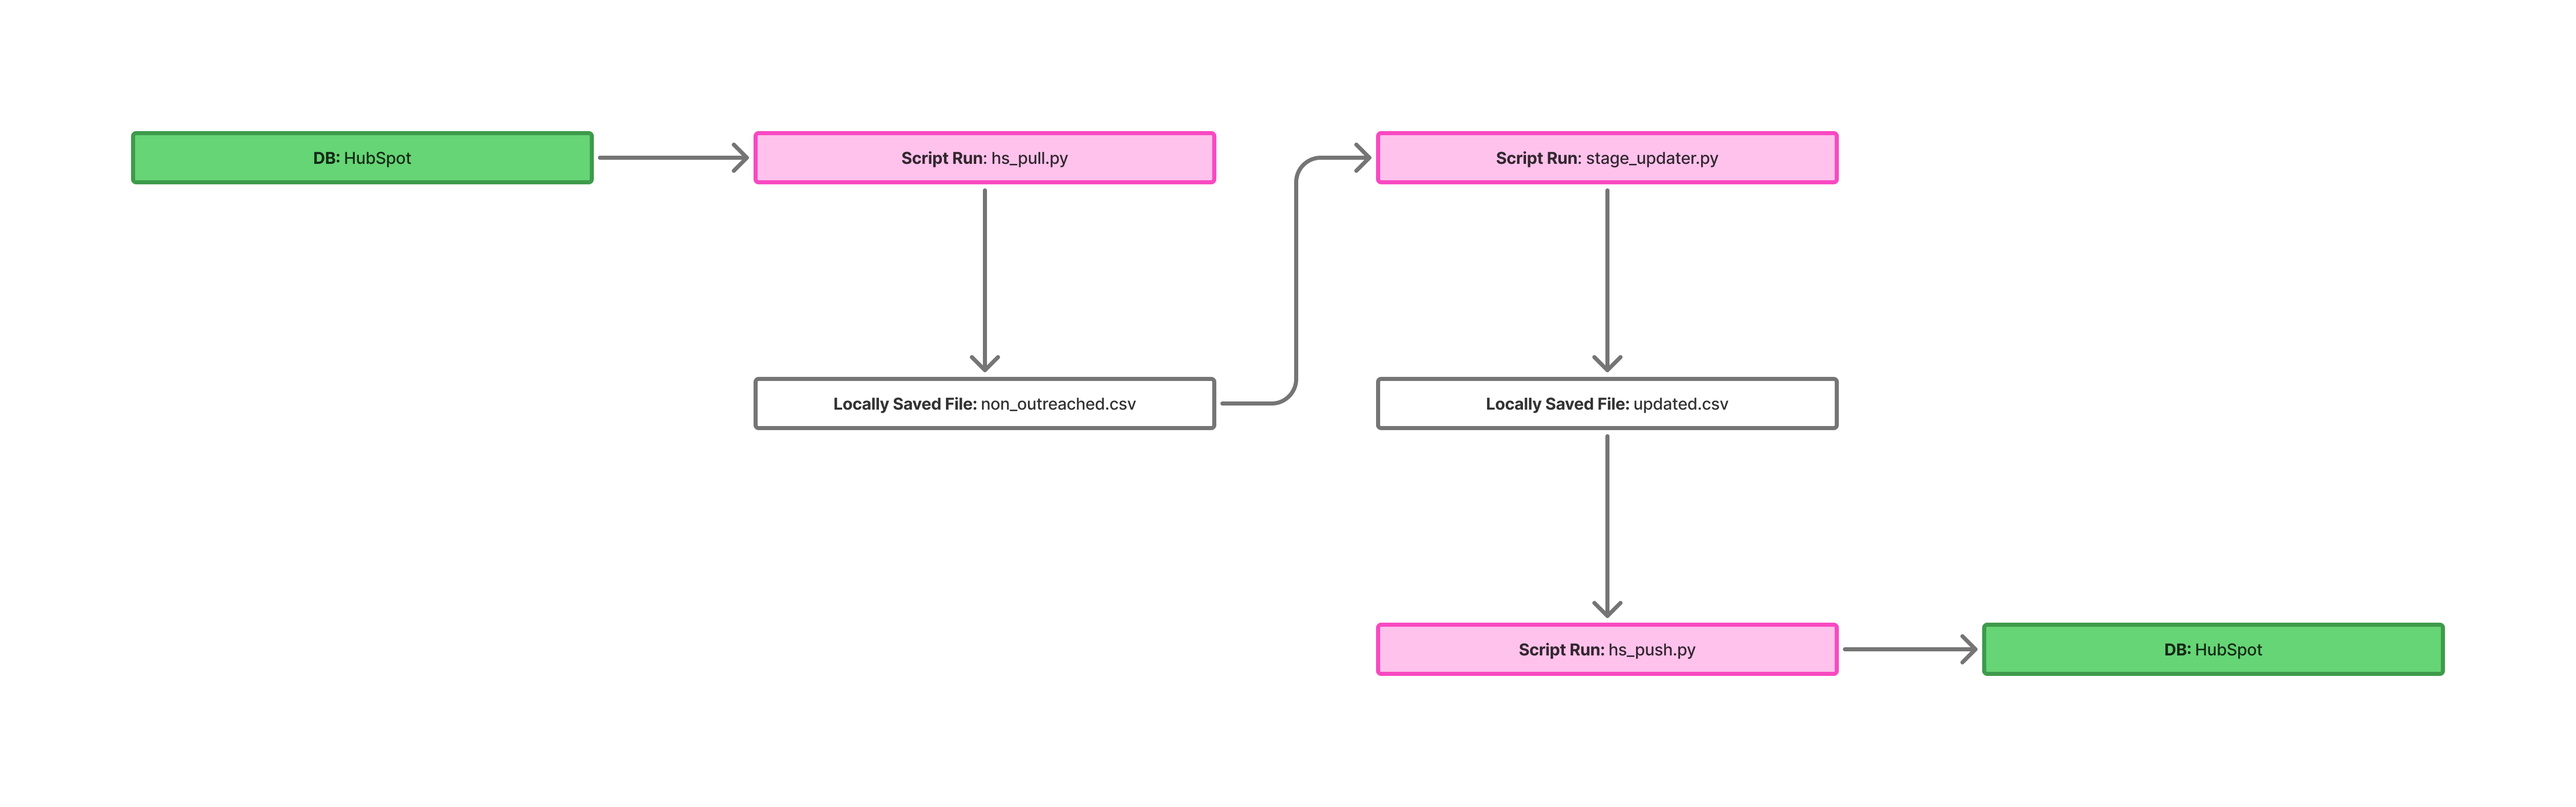 DB: HubSpot
Script Run: hs_pull.py
Script Run: stage_updater.py
Locally Saved File: non_outreached.csv
Locally Saved File: updated.csv
Script Run: hs_push.py
DB: HubSpot